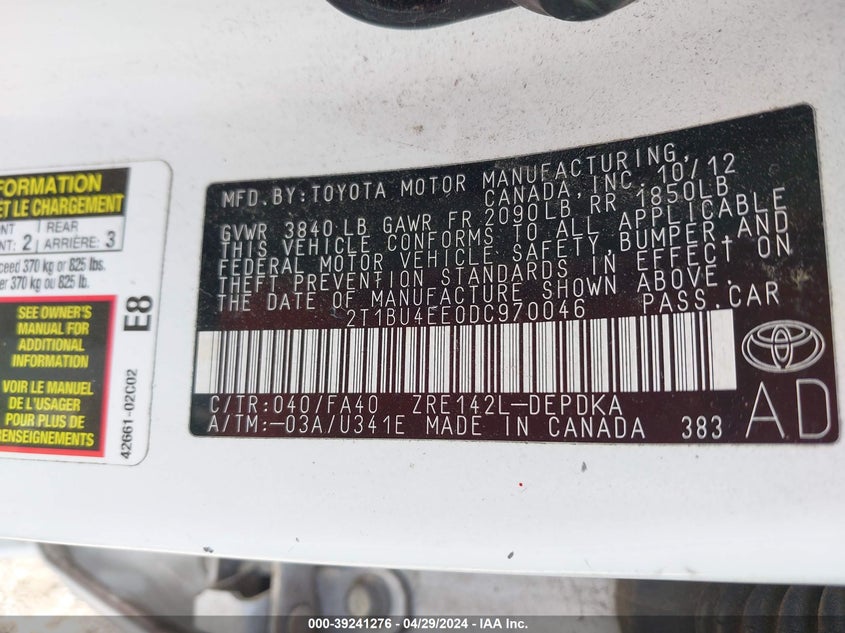 FORMATION
ET LE CHARGEMENT
REAR
2 ARRIÈRE: 3
370 kg or 825 lbs.
370 kg ou 825 lb.
SEE OWNER'S
MANUAL FOR
ADDITIONAL
INFORMATION
VOIR LE MANUEL
DE L'USAGER
POUR PLUS DE
RENSEIGNEMENTS
E8
42661-02C02
MFD. BY: TOYOTA MOTOR MANUFACTURING,
CANADA, INC. 10/12
GVWR 3840 LB GAWR FR 2090LB RR 1850LB
THIS VEHICLE CONFORMS TO ALL APPLICABLE
FEDERAL MOTOR VEHICLE SAFETY, BUMPER AND
THEFT PREVENTION STANDARDS IN EFFECT ON
THE DATE OF MANUFACTURE SHOWN ABOVE.
2T1BU4EE0DC970046 PASS. CAR
C/TR: 040/FA40 ZRE142L-DEPDKA
A/TM: -03A/U341E MADE IN CANADA 383
AD
000-39241276 | 04/29/2024 - IAA Inc.